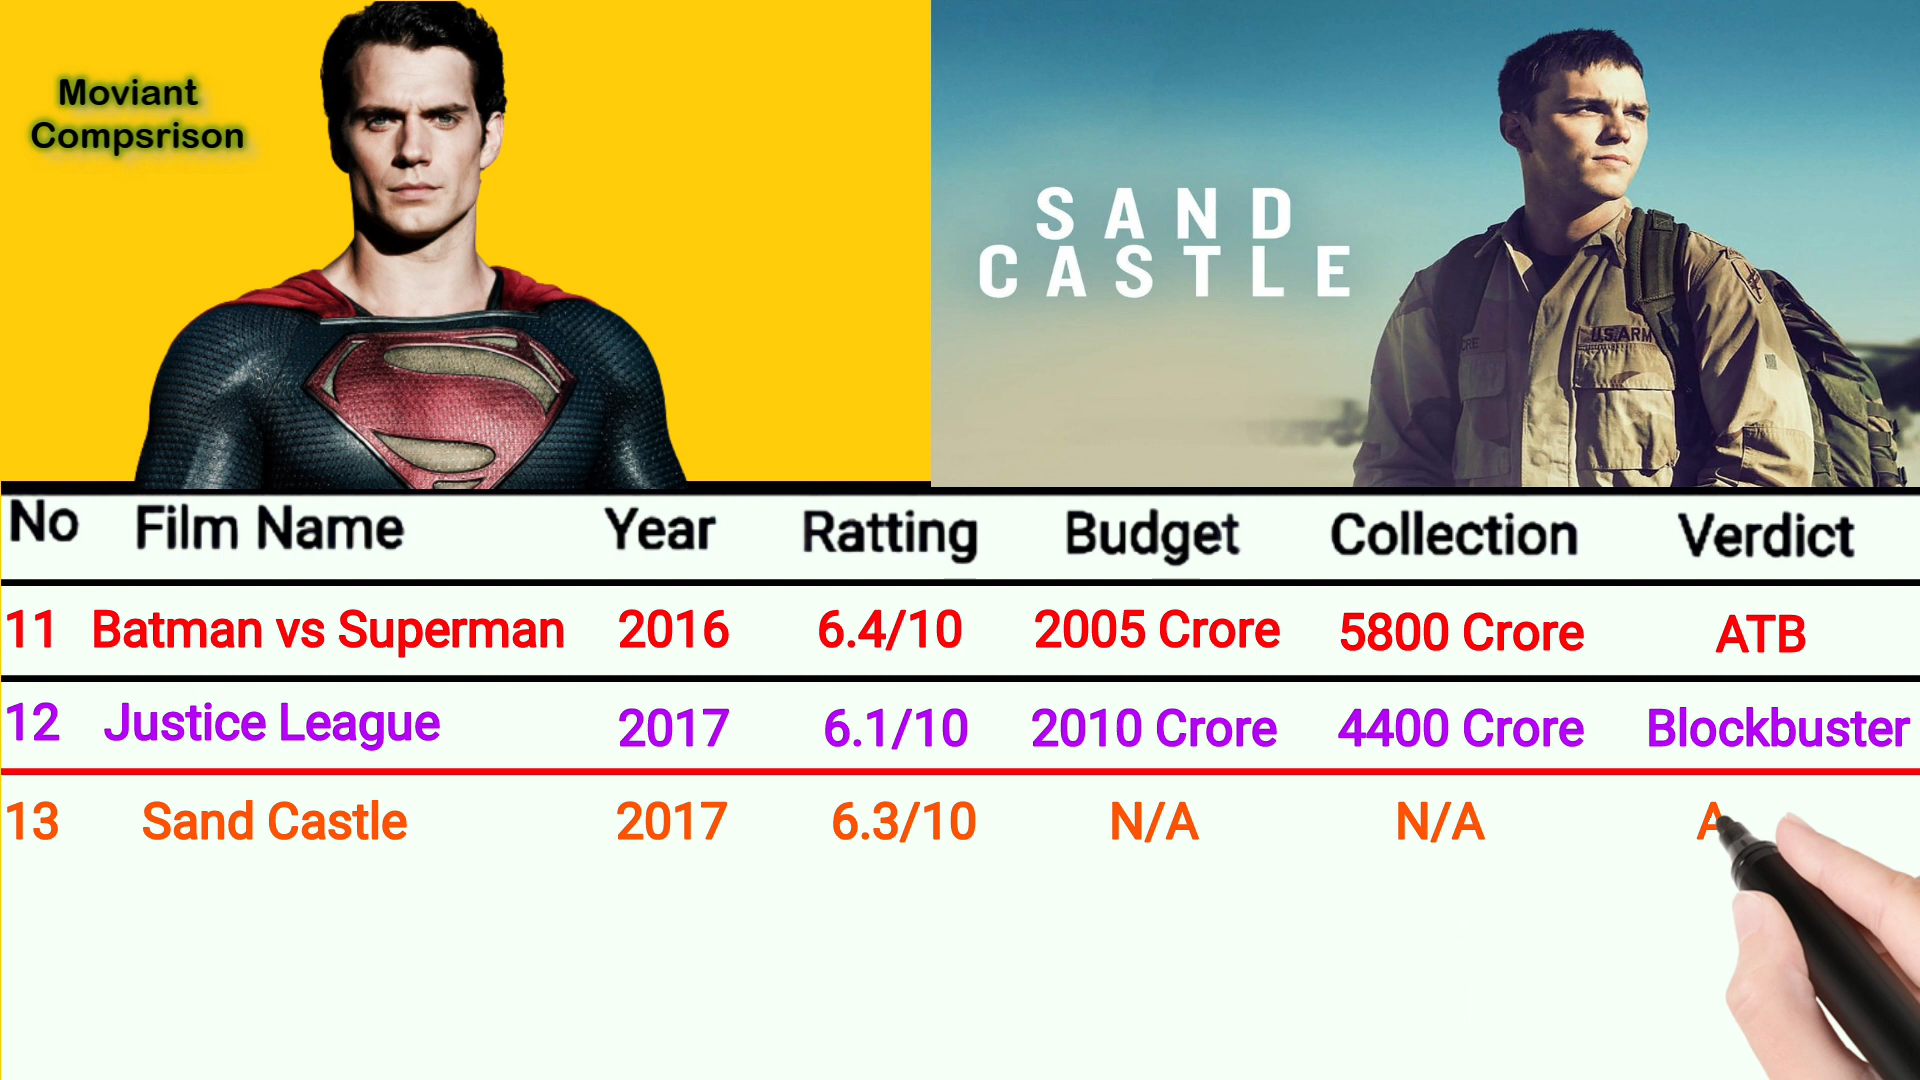 Moviant
Compsrison
SAND
CASTLE
U.S.ARM
No Film Name Year Ratting Budget Collection Verdict
11 Batman vs Superman 2016 6.4/10 2005 Crore 5800 Crore ATB
12 Justice League 2017 6.1/10 2010 Crore 4400 Crore Blockbuster
13 Sand Castle 2017 6.3/10 N/A N/A A